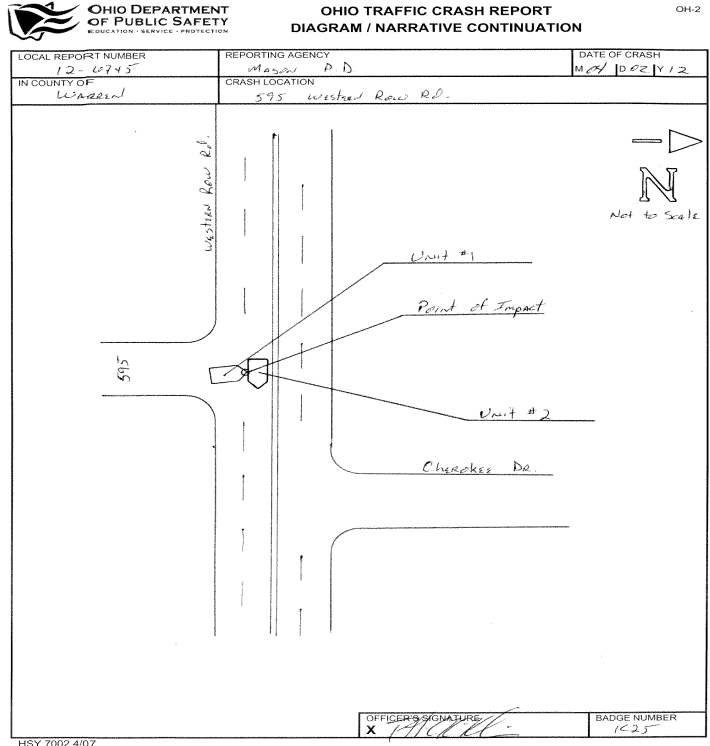 OHIO DEPARTMENT
OF PUBLIC SAFETY
EDUCATION · SERVICE · PROTECTION
OHIO TRAFFIC CRASH REPORT
DIAGRAM / NARRATIVE CONTINUATION
OH-2
LOCAL REPORT NUMBER
12-6745
REPORTING AGENCY
MASON P.D
DATE OF CRASH
M 04 D 02 Y 12
IN COUNTY OF
WARREN
CRASH LOCATION
595 Western Row Rd.
Western Row Rd.
N
Not to Scale
Unit #1
Point of Impact
595
Unit #2
Cherokee Dr.
OFFICER'S SIGNATURE
X
BADGE NUMBER
1K25
HSY 7002 4/07